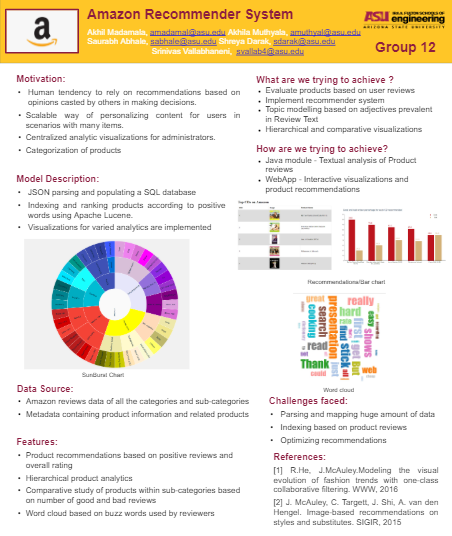 Amazon Recommender System
Akhil Madamala, amadamal@asu.edu Akhila Muthyala, amuthyal@asu.edu
Saurabh Abhale, sabhale@asu.edu Shreya Darak, sdarak@asu.edu
Srinivas Vallabhaneni, svallab4@asu.edu
ASU IRA A. FULTON SCHOOLS OF
engineering
ARIZONA STATE UNIVERSITY
Group 12
Motivation:
• Human tendency to rely on recommendations based on
opinions casted by others in making decisions.
• Scalable way of personalizing content for users in
scenarios with many items.
• Centralized analytic visualizations for administrators.
• Categorization of products
Model Description:
• JSON parsing and populating a SQL database
• Indexing and ranking products according to positive
words using Apache Lucene.
• Visualizations for varied analytics are implemented
SunBurst Chart
Data Source:
• Amazon reviews data of all the categories and sub-categories
• Metadata containing product information and related products
Features:
• Product recommendations based on positive reviews and
overall rating
• Hierarchical product analytics
• Comparative study of products within sub-categories based
on number of good and bad reviews
• Word cloud based on buzz words used by reviewers
What are we trying to achieve ?
• Evaluate products based on user reviews
• Implement recommender system
• Topic modelling based on adjectives prevalent
in Review Text
• Hierarchical and comparative visualizations
How are we trying to achieve?
• Java module - Textual analysis of Product
reviews
• WebApp - Interactive visualizations and
product recommendations
Recommendations/Bar chart
great
really
cooking
search
presentation
hard
rain
find
stick
first
get
all
But
easy
shows
read
Thank
could
web
Word cloud
Challenges faced:
• Parsing and mapping huge amount of data
• Indexing based on product reviews
• Optimizing recommendations
References:
[1] R.He, J.McAuley.Modeling the visual
evolution of fashion trends with one-class
collaborative filtering. WWW, 2016
[2] J. McAuley, C. Targett, J. Shi, A. van den
Hengel. Image-based recommendations on
styles and substitutes. SIGIR, 2015